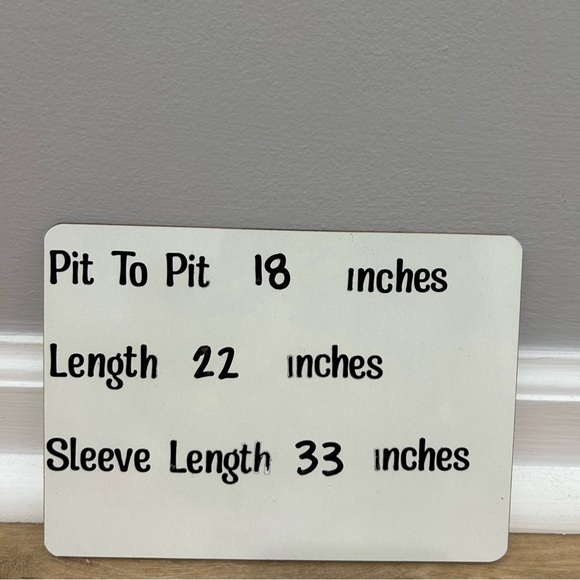 Pit To Pit 18 inches
Length 22 inches
Sleeve Length 33 inches